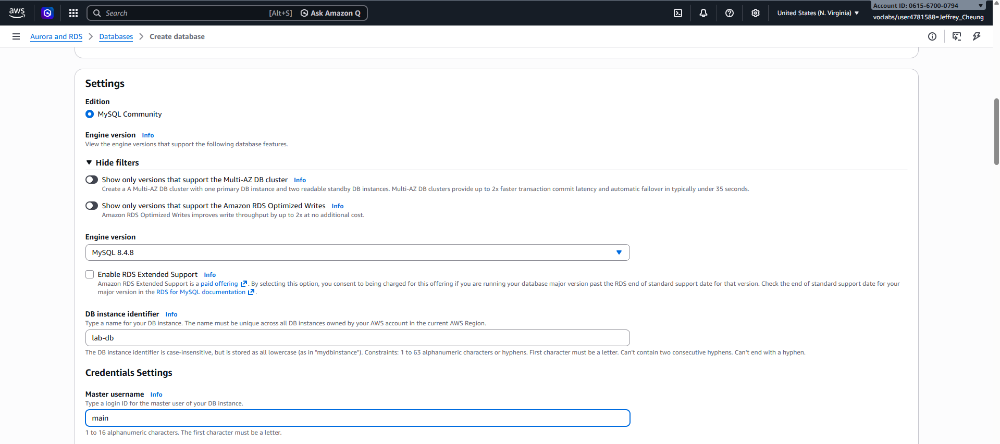 aws
Search [Alt+S] Ask Amazon Q
United States (N. Virginia)
Account ID: 0615-6700-0794
voclabs/user4781588=Jeffrey_Cheung
Aurora and RDS > Databases > Create database
Settings
Edition
MySQL Community
Engine version Info
View the engine versions that support the following database features.
Hide filters
Show only versions that support the Multi-AZ DB cluster Info
Create a A Multi-AZ DB cluster with one primary DB instance and two readable standby DB instances. Multi-AZ DB clusters provide up to 2x faster transaction commit latency and automatic failover in typically under 35 seconds.
Show only versions that support the Amazon RDS Optimized Writes Info
Amazon RDS Optimized Writes improves write throughput by up to 2x at no additional cost.
Engine version
MySQL 8.4.8
Enable RDS Extended Support Info
Amazon RDS Extended Support is a paid offering . By selecting this option, you consent to being charged for this offering if you are running your database major version past the RDS end of standard support date for that version. Check the end of standard support date for your
major version in the RDS for MySQL documentation .
DB instance identifier Info
Type a name for your DB instance. The name must be unique across all DB instances owned by your AWS account in the current AWS Region.
lab-db
The DB instance identifier is case-insensitive, but is stored as all lowercase (as in "mydbinstance"). Constraints: 1 to 63 alphanumeric characters or hyphens. First character must be a letter. Can't contain two consecutive hyphens. Can't end with a hyphen.
Credentials Settings
Master username Info
Type a login ID for the master user of your DB instance.
main
1 to 16 alphanumeric characters. The first character must be a letter.